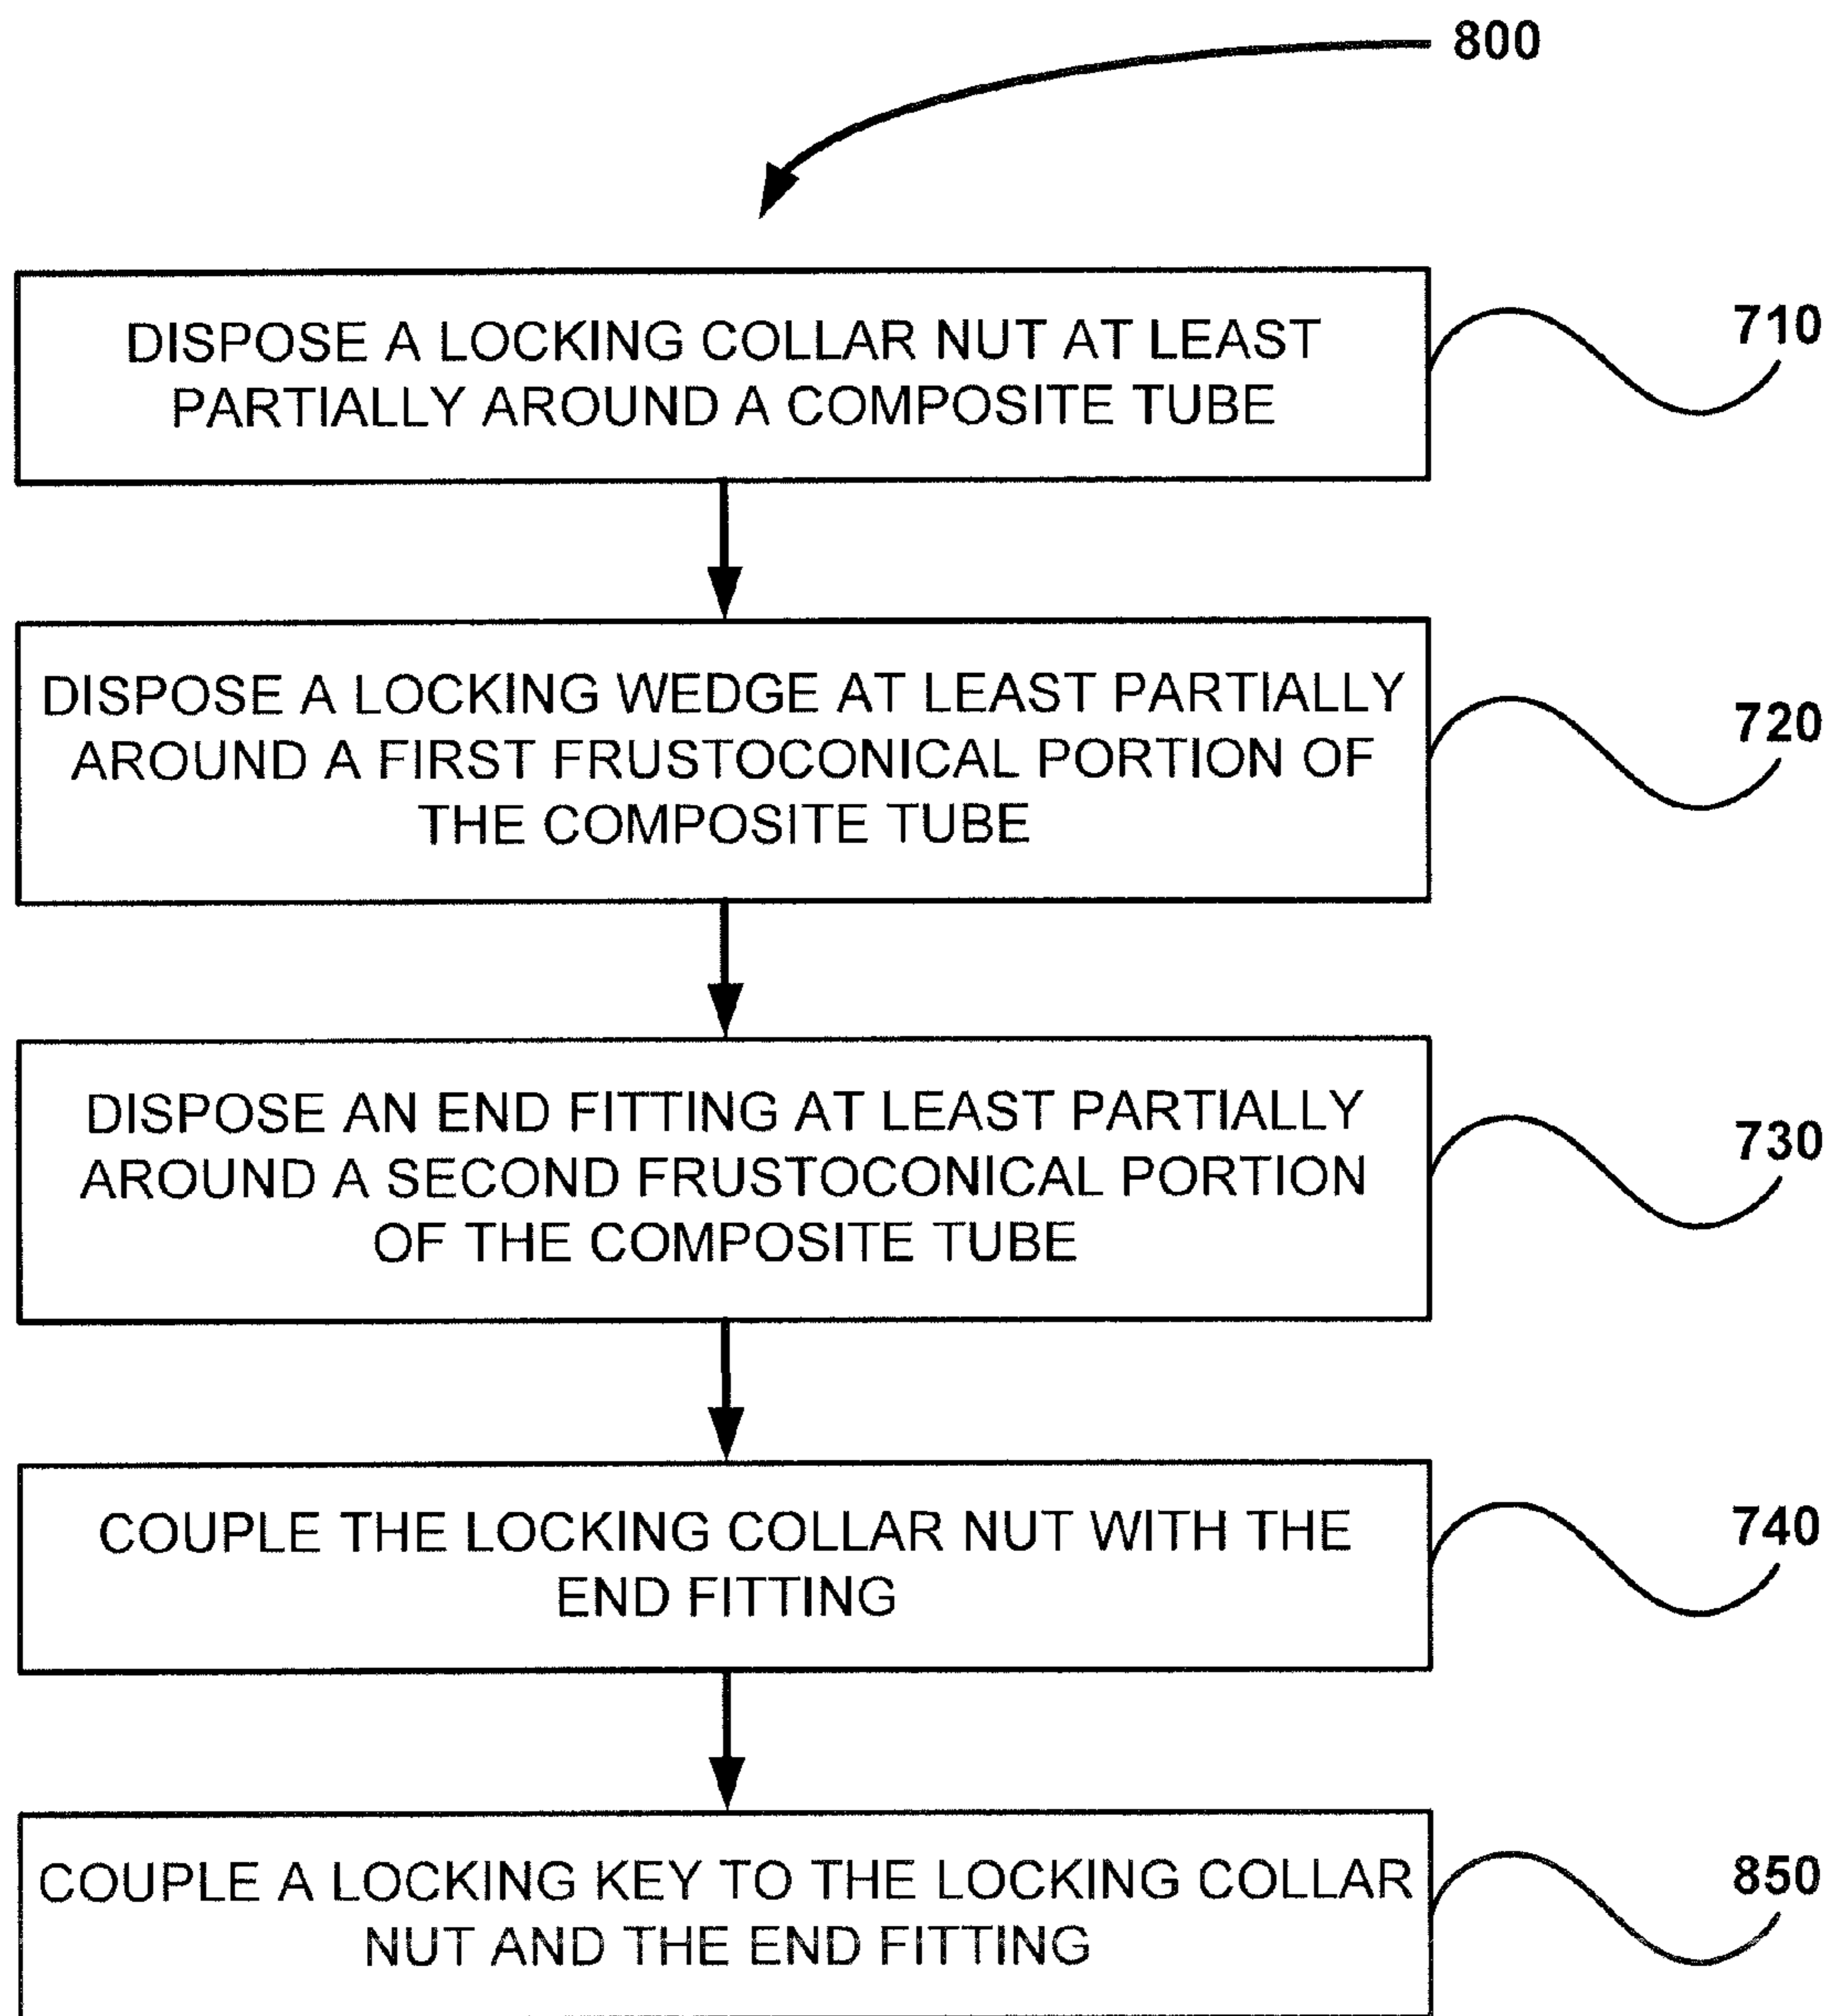 800
DISPOSE A LOCKING COLLAR NUT AT LEAST
PARTIALLY AROUND A COMPOSITE TUBE
710
DISPOSE A LOCKING WEDGE AT LEAST PARTIALLY
AROUND A FIRST FRUSTOCONICAL PORTION OF
THE COMPOSITE TUBE
720
DISPOSE AN END FITTING AT LEAST PARTIALLY
AROUND A SECOND FRUSTOCONICAL PORTION
OF THE COMPOSITE TUBE
730
COUPLE THE LOCKING COLLAR NUT WITH THE
END FITTING
740
COUPLE A LOCKING KEY TO THE LOCKING COLLAR
NUT AND THE END FITTING
850